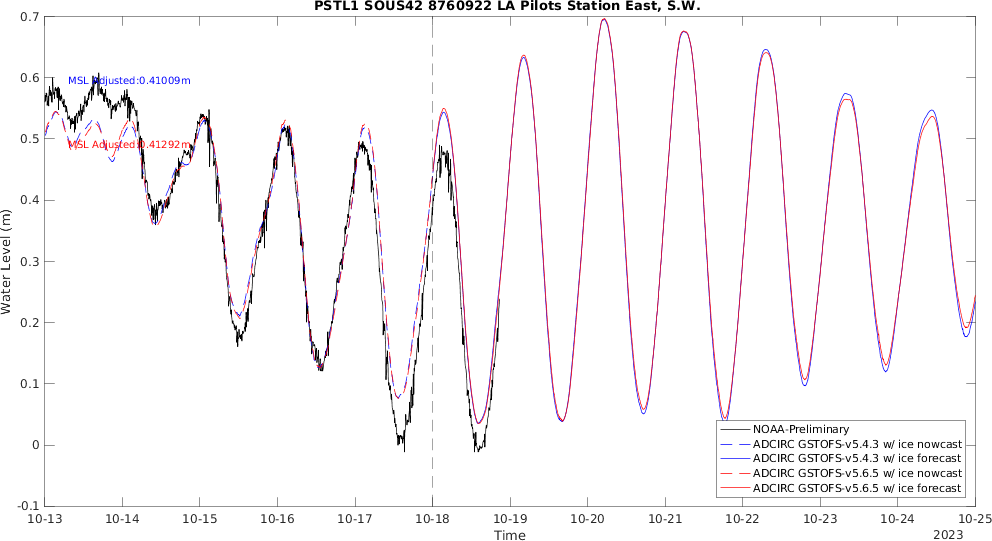 PSTL1 SOUS42 8760922 LA Pilots Station East, S.W.
0.7
0.6
0.5
0.4
0.3
0.2
0.1
0
-0.1
Water Level (m)
MSL Adjusted:0.41009m
MSL Adjusted:0.41292m
NOAA-Preliminary
ADCIRC GSTOFS-v5.4.3 w/ ice nowcast
ADCIRC GSTOFS-v5.4.3 w/ ice forecast
ADCIRC GSTOFS-v5.6.5 w/ ice nowcast
ADCIRC GSTOFS-v5.6.5 w/ ice forecast
10-13 10-14 10-15 10-16 10-17 10-18 10-19 10-20 10-21 10-22 10-23 10-24 10-25
Time
2023